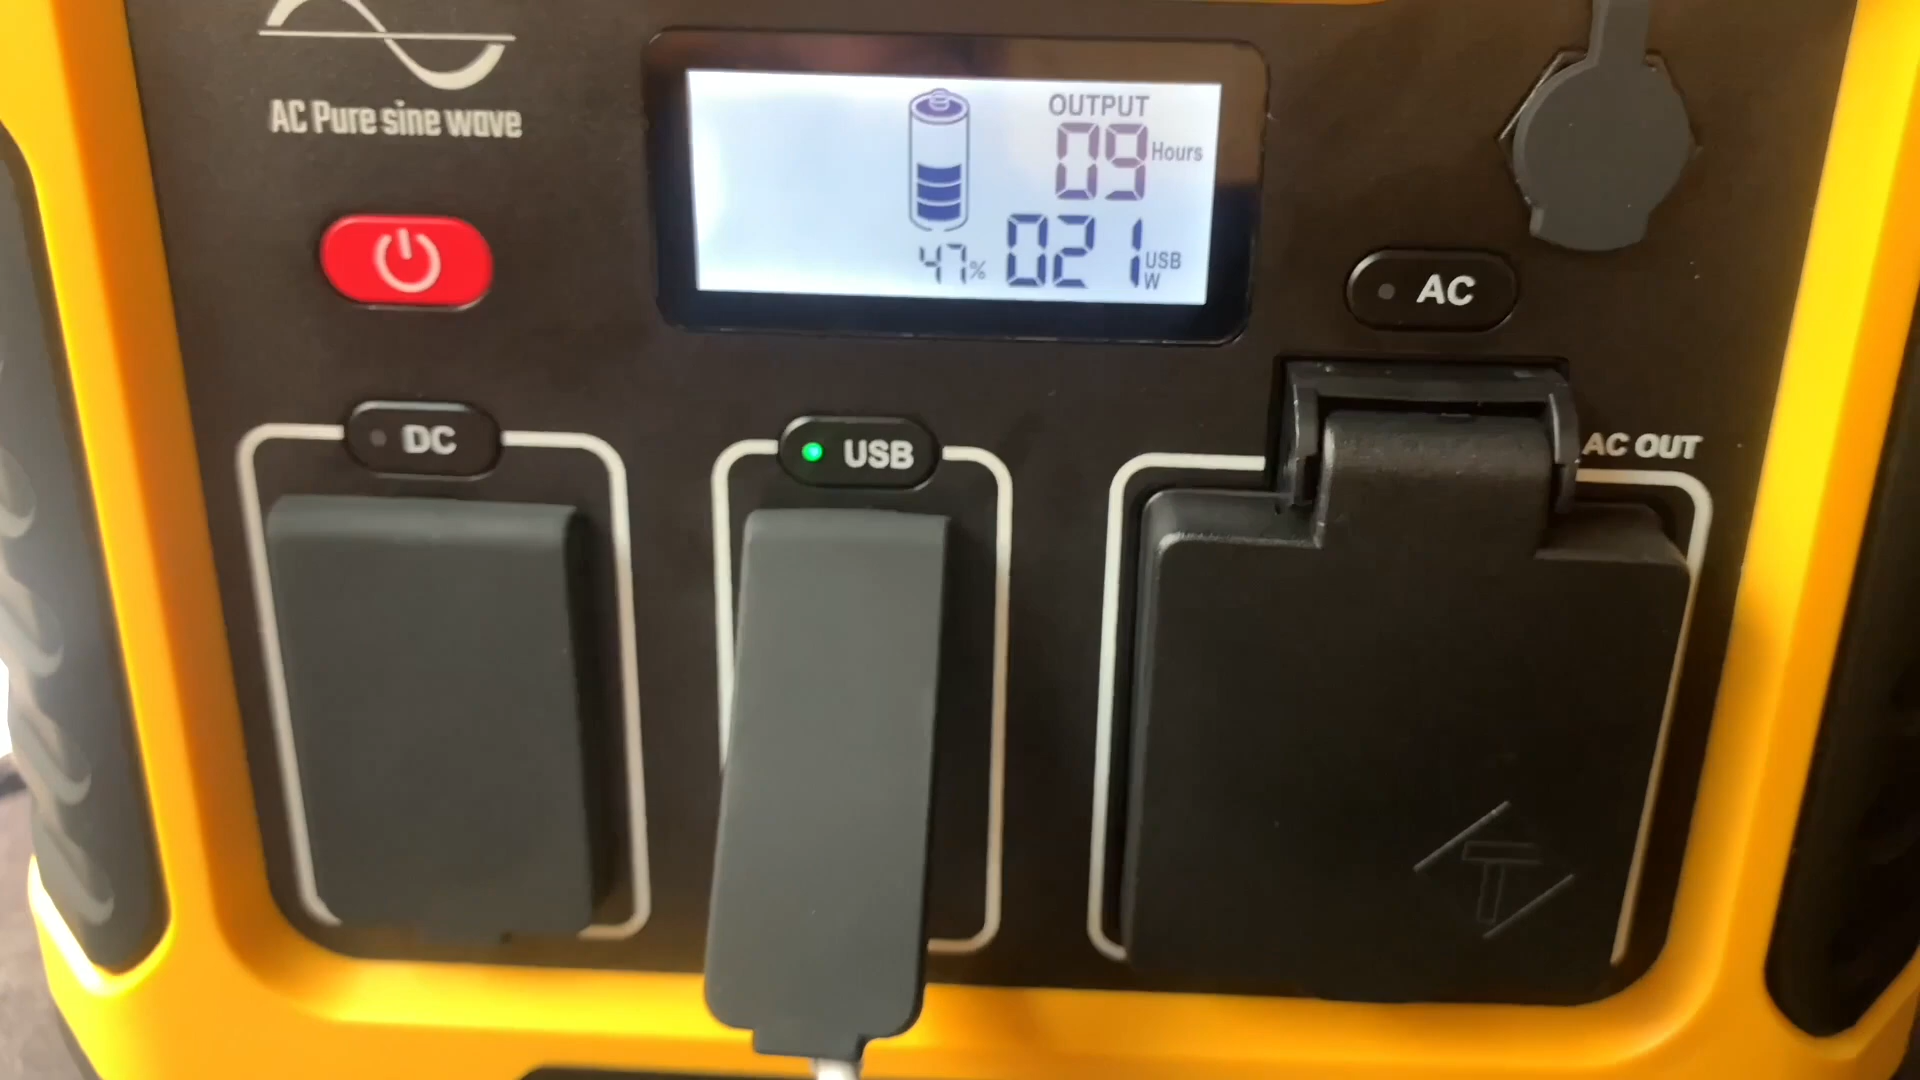 AC Pure sine wave
OUTPUT
09 Hours
47% 021 USB W
AC
DC
USB
AC OUT